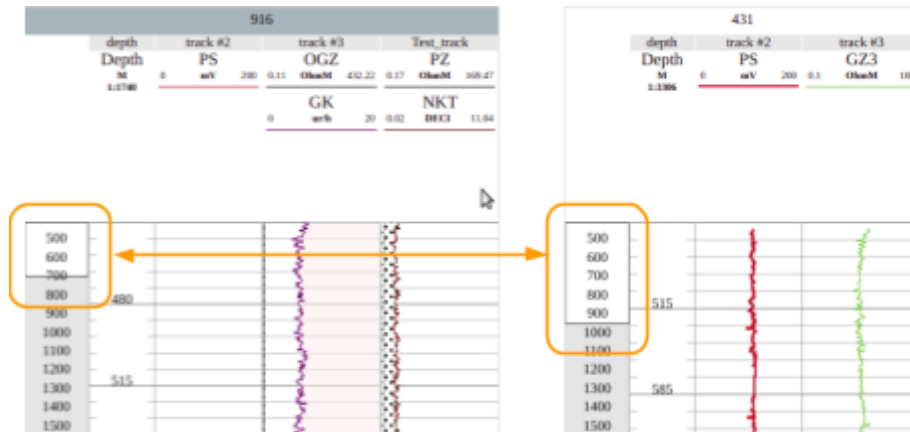 916
431
depth track #2 track #3 Test_track
depth track #2 track #3
Depth PS OGZ PZ
Depth PS GZ3
M 0 mV 200 0.11 OhmM 432.22 0.17 OhmM 169.47
M 0 mV 200 0.1 OhmM
1:1740
1:3306
GK NKT
0 ur/h 20 0.02 DECI 11.04
500 500
600 600
700 700
800 480 800
900 900 515
1000 1000
1100 1100
1200 1200
1300 515 1300 585
1400 1400
1500 1500